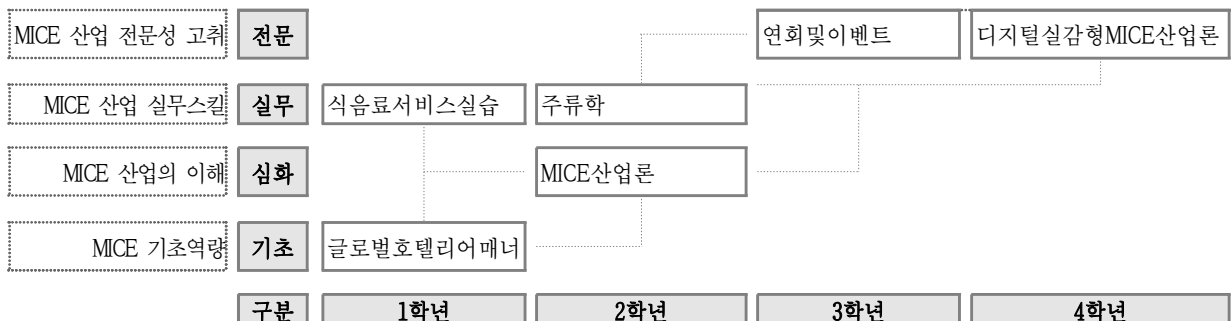 MICE 산업 전문성 고취 전문 연회및이벤트 디지털실감형MICE산업론
MICE 산업 실무스킬 실무 식음료서비스실습 주류학
MICE 산업의 이해 심화 MICE산업론
MICE 기초역량 기초 글로벌호텔리어매너
구분 1학년 2학년 3학년 4학년